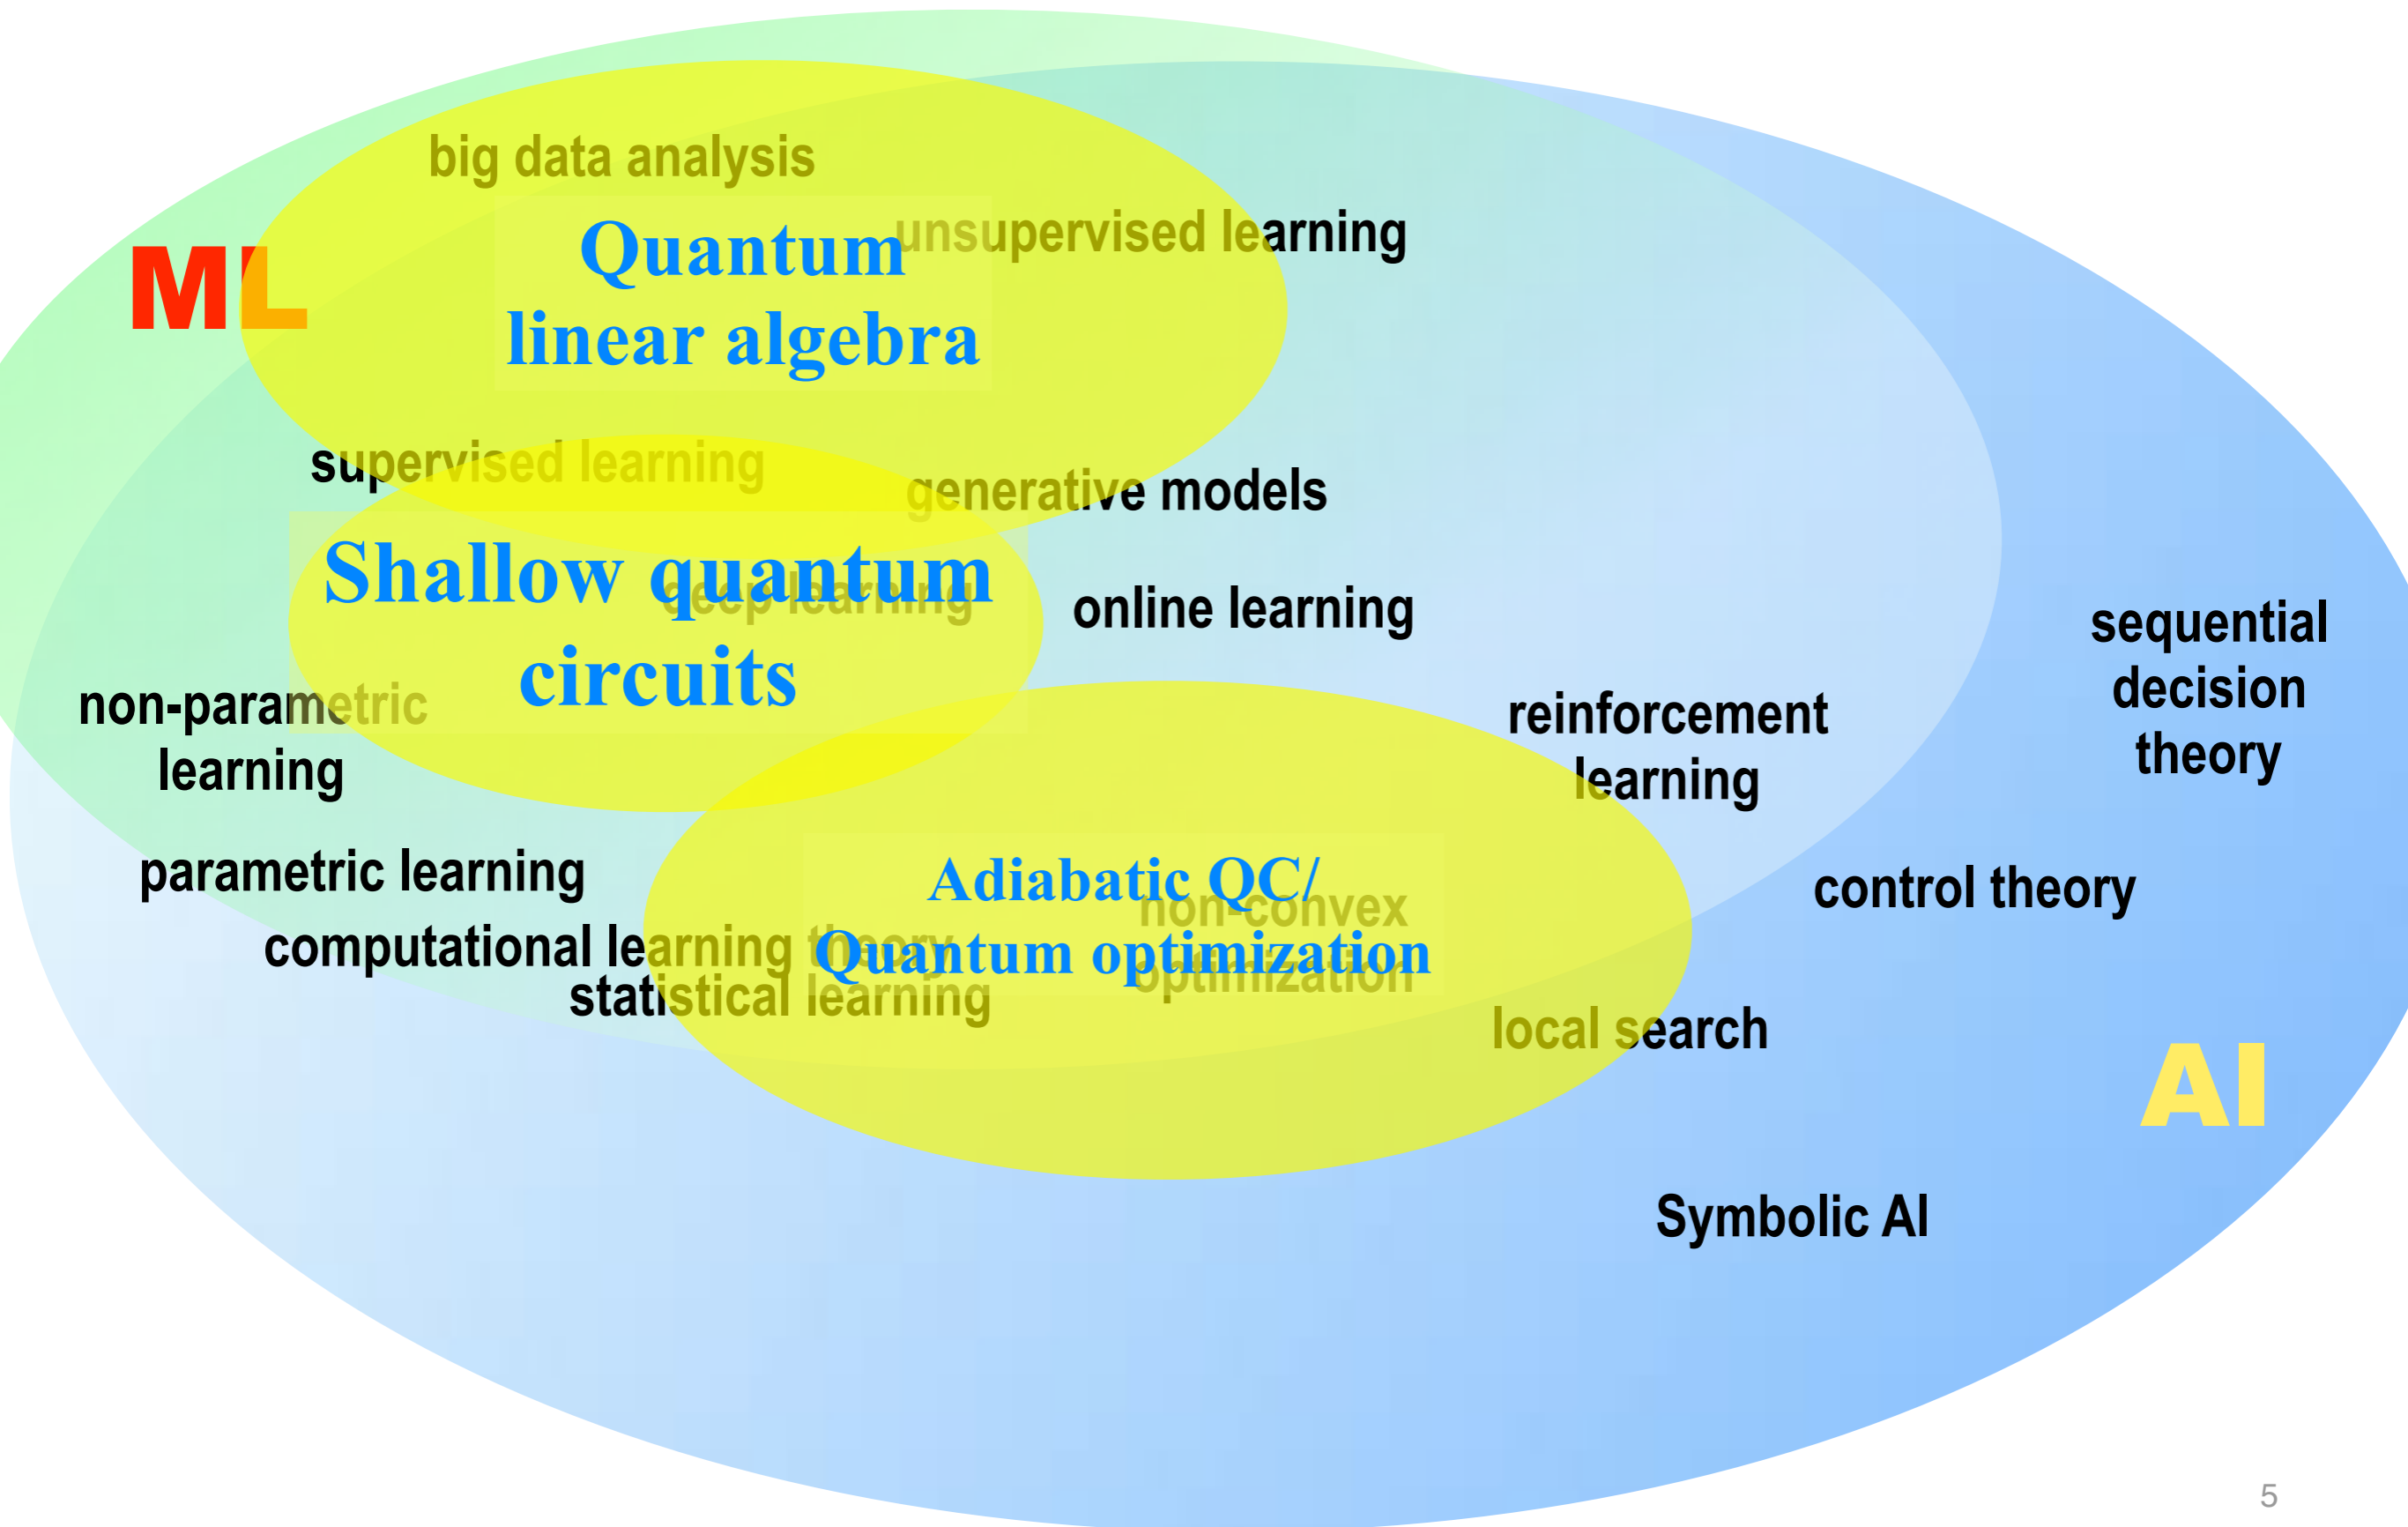 big data analysis
unsupervised learning
ML
Quantum
linear algebra
supervised learning
generative models
Shallow quantum
circuits
deep learning
online learning
sequential
decision
theory
non-parametric
learning
reinforcement
learning
parametric learning
Adiabatic QC/
Quantum optimization
non-convex
optimization
control theory
computational learning theory
statistical learning
local search
AI
Symbolic AI
5